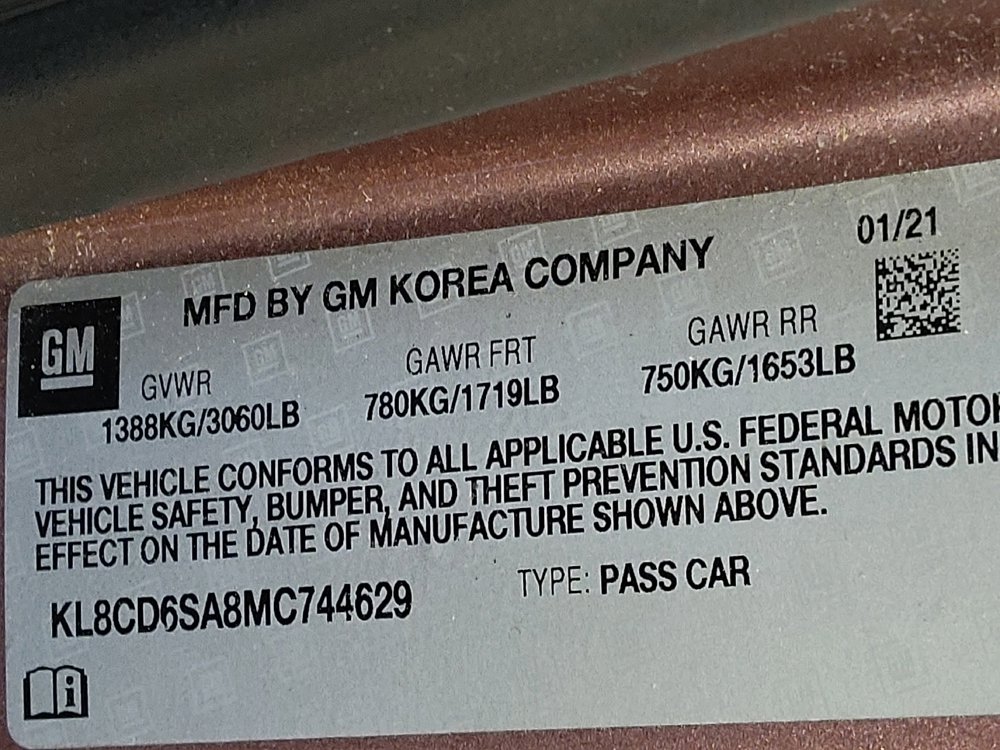 01/21
MFD BY GM KOREA COMPANY
GM
GVWR GAWR FRT GAWR RR
1388KG/3060LB 780KG/1719LB 750KG/1653LB
THIS VEHICLE CONFORMS TO ALL APPLICABLE U.S. FEDERAL MOTO
VEHICLE SAFETY, BUMPER, AND THEFT PREVENTION STANDARDS IN
EFFECT ON THE DATE OF MANUFACTURE SHOWN ABOVE.
KL8CD6SA8MC744629 TYPE: PASS CAR
i